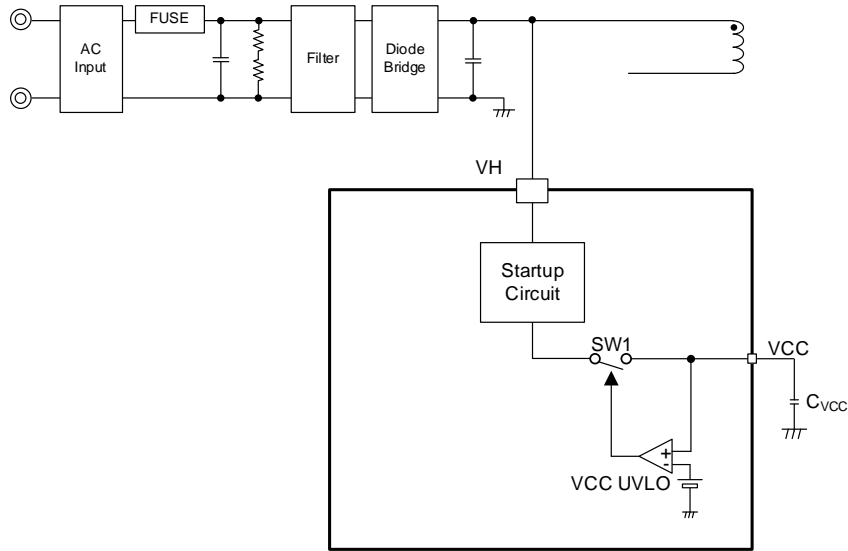 FUSE
AC
Input
Filter
Diode
Bridge
VH
Startup
Circuit
SW1
VCC
CVCC
+
-
VCC UVLO